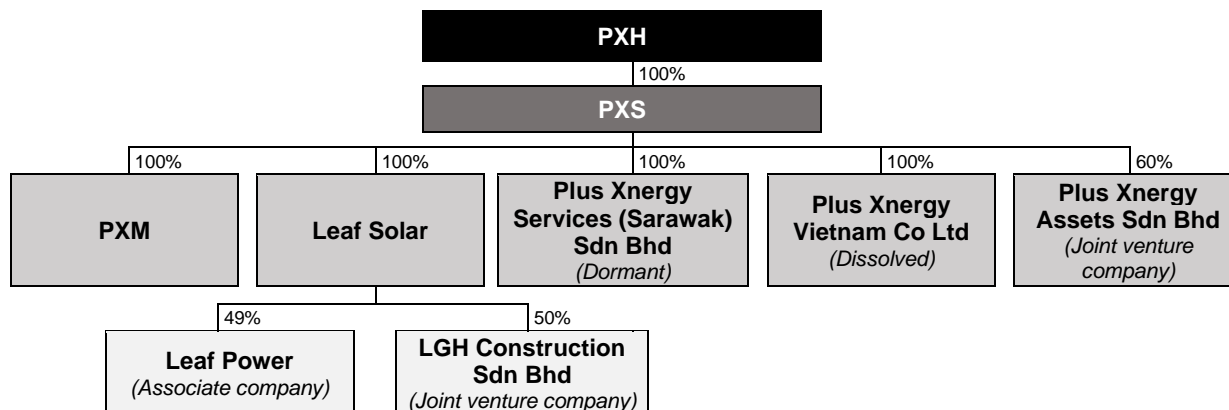 PXH
100%
PXS
100%
100%
100%
100%
60%
PXM
Leaf Solar
Plus Xnergy
Services (Sarawak)
Sdn Bhd
(Dormant)
Plus Xnergy
Vietnam Co Ltd
(Dissolved)
Plus Xnergy
Assets Sdn Bhd
(Joint venture
company)
49%
50%
Leaf Power
(Associate company)
LGH Construction
Sdn Bhd
(Joint venture company)